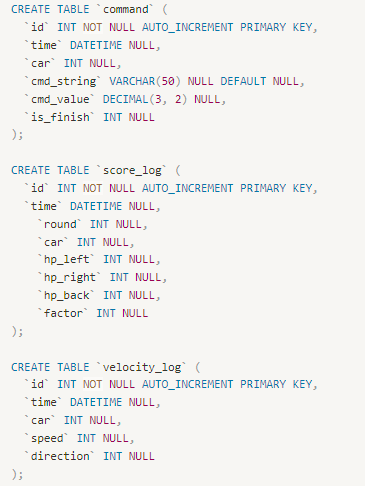 CREATE TABLE `command` (
  `id` INT NOT NULL AUTO_INCREMENT PRIMARY KEY,
  `time` DATETIME NULL,
  `car` INT NULL,
  `cmd_string` VARCHAR(50) NULL DEFAULT NULL,
  `cmd_value` DECIMAL(3, 2) NULL,
  `is_finish` INT NULL
);

CREATE TABLE `score_log` (
  `id` INT NOT NULL AUTO_INCREMENT PRIMARY KEY,
  `time` DATETIME NULL,
    `round` INT NULL,
    `car` INT NULL,
    `hp_left` INT NULL,
    `hp_right` INT NULL,
    `hp_back` INT NULL,
    `factor` INT NULL
);

CREATE TABLE `velocity_log` (
  `id` INT NOT NULL AUTO_INCREMENT PRIMARY KEY,
  `time` DATETIME NULL,
  `car` INT NULL,
  `speed` INT NULL,
  `direction` INT NULL
);